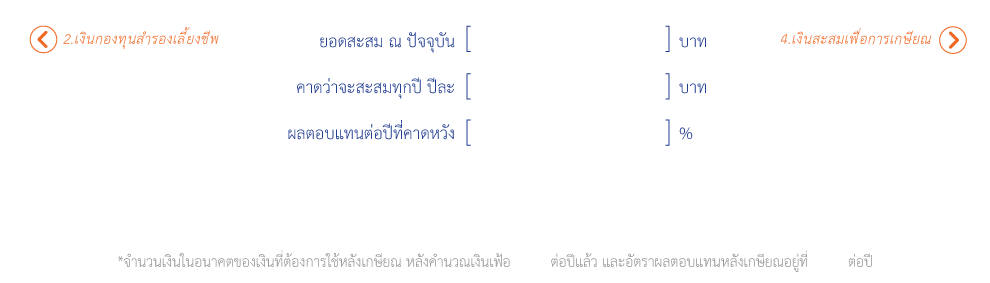 2.เงินกองทุนสำรองเลี้ยงชีพ
ยอดสะสม ณ ปัจจุบัน [ ] บาท
4.เงินสะสมเพื่อการเกษียณ
คาดว่าจะสะสมทุกปี ปีละ [ ] บาท
ผลตอบแทนต่อปีที่คาดหวัง [ ] %
*จำนวนเงินในอนาคตของเงินที่ต้องการใช้หลังเกษียณ หลังคำนวณเงินเฟ้อ ต่อปีแล้ว และอัตราผลตอบแทนหลังเกษียณอยู่ที่ ต่อปี